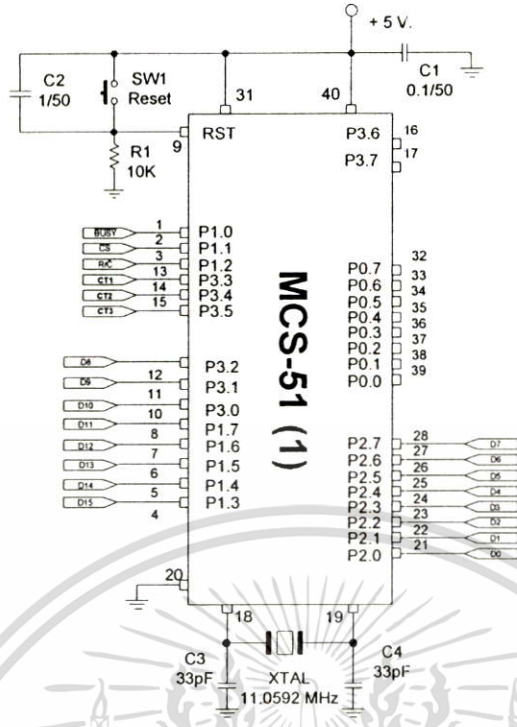 + 5 V.
C2
1/50
SW1
Reset
31
40
C1
0.1/50
R1
10K
9
RST
P3.6
16
P3.7
17
BUSY
1
P1.0
CS
2
P1.1
R/C
3
P1.2
CT1
13
P3.3
CT2
14
P3.4
CT3
15
P3.5
MCS-51 (1)
32
P0.7
33
P0.6
34
P0.5
35
P0.4
36
P0.3
37
P0.2
38
P0.1
39
P0.0
D8
P3.2
D9
12
P3.1
D10
11
P3.0
D11
10
P1.7
D12
8
P1.6
D13
7
P1.5
D14
6
P1.4
D15
5
P1.3
4
P2.7
28
D7
P2.6
27
D6
P2.5
26
D5
P2.4
25
D4
P2.3
24
D3
P2.2
23
D2
P2.1
22
D1
P2.0
21
D0
20
18
19
C3
33pF
XTAL
11.0592 MHz
C4
33pF